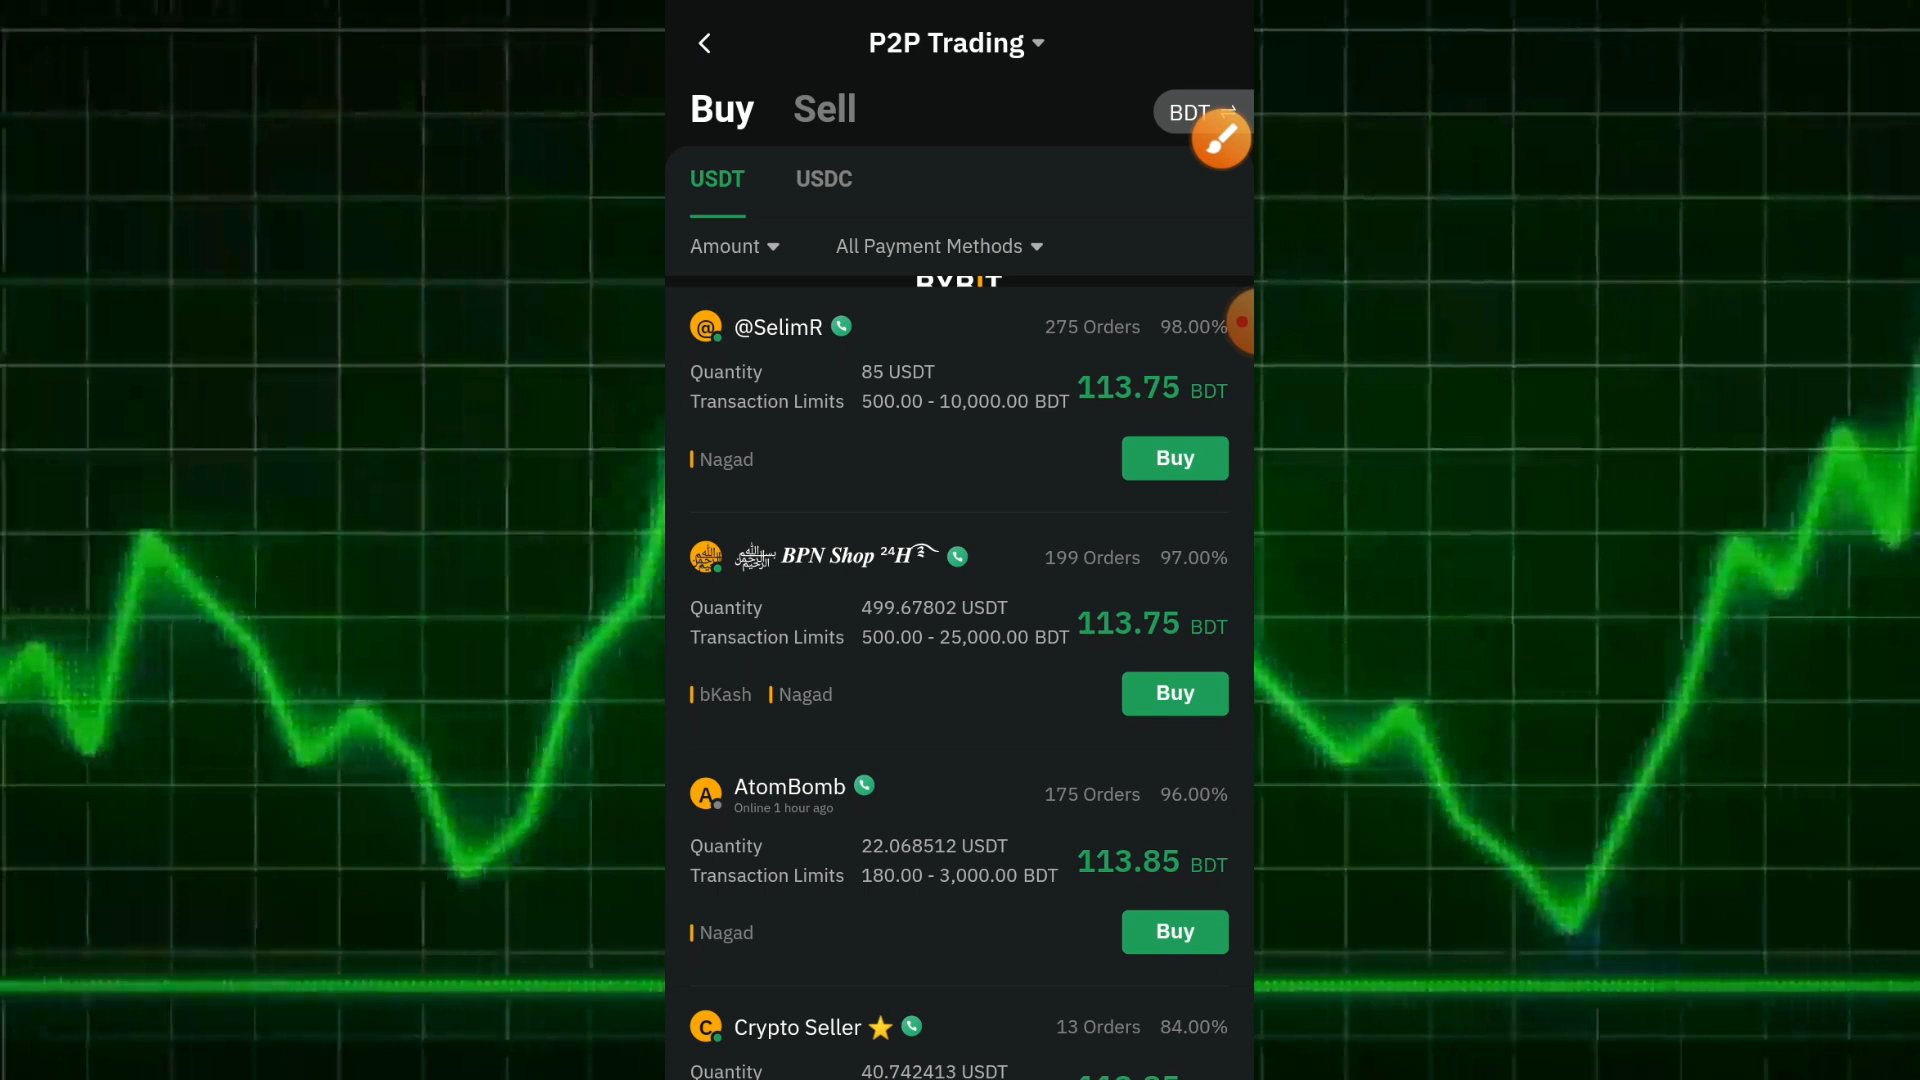 P2P Trading
Buy Sell BDT
USDT USDC
Amount All Payment Methods
BYBIT
@ @SelimR 275 Orders 98.00%
Quantity 85 USDT
113.75 BDT
Transaction Limits 500.00 - 10,000.00 BDT
Nagad Buy
﷽ BPN Shop ²⁴H 199 Orders 97.00%
Quantity 499.67802 USDT
113.75 BDT
Transaction Limits 500.00 - 25,000.00 BDT
bKash Nagad Buy
A AtomBomb 175 Orders 96.00%
Online 1 hour ago
Quantity 22.068512 USDT
113.85 BDT
Transaction Limits 180.00 - 3,000.00 BDT
Nagad Buy
C Crypto Seller ⭐ 13 Orders 84.00%
Quantity 40.742413 USDT